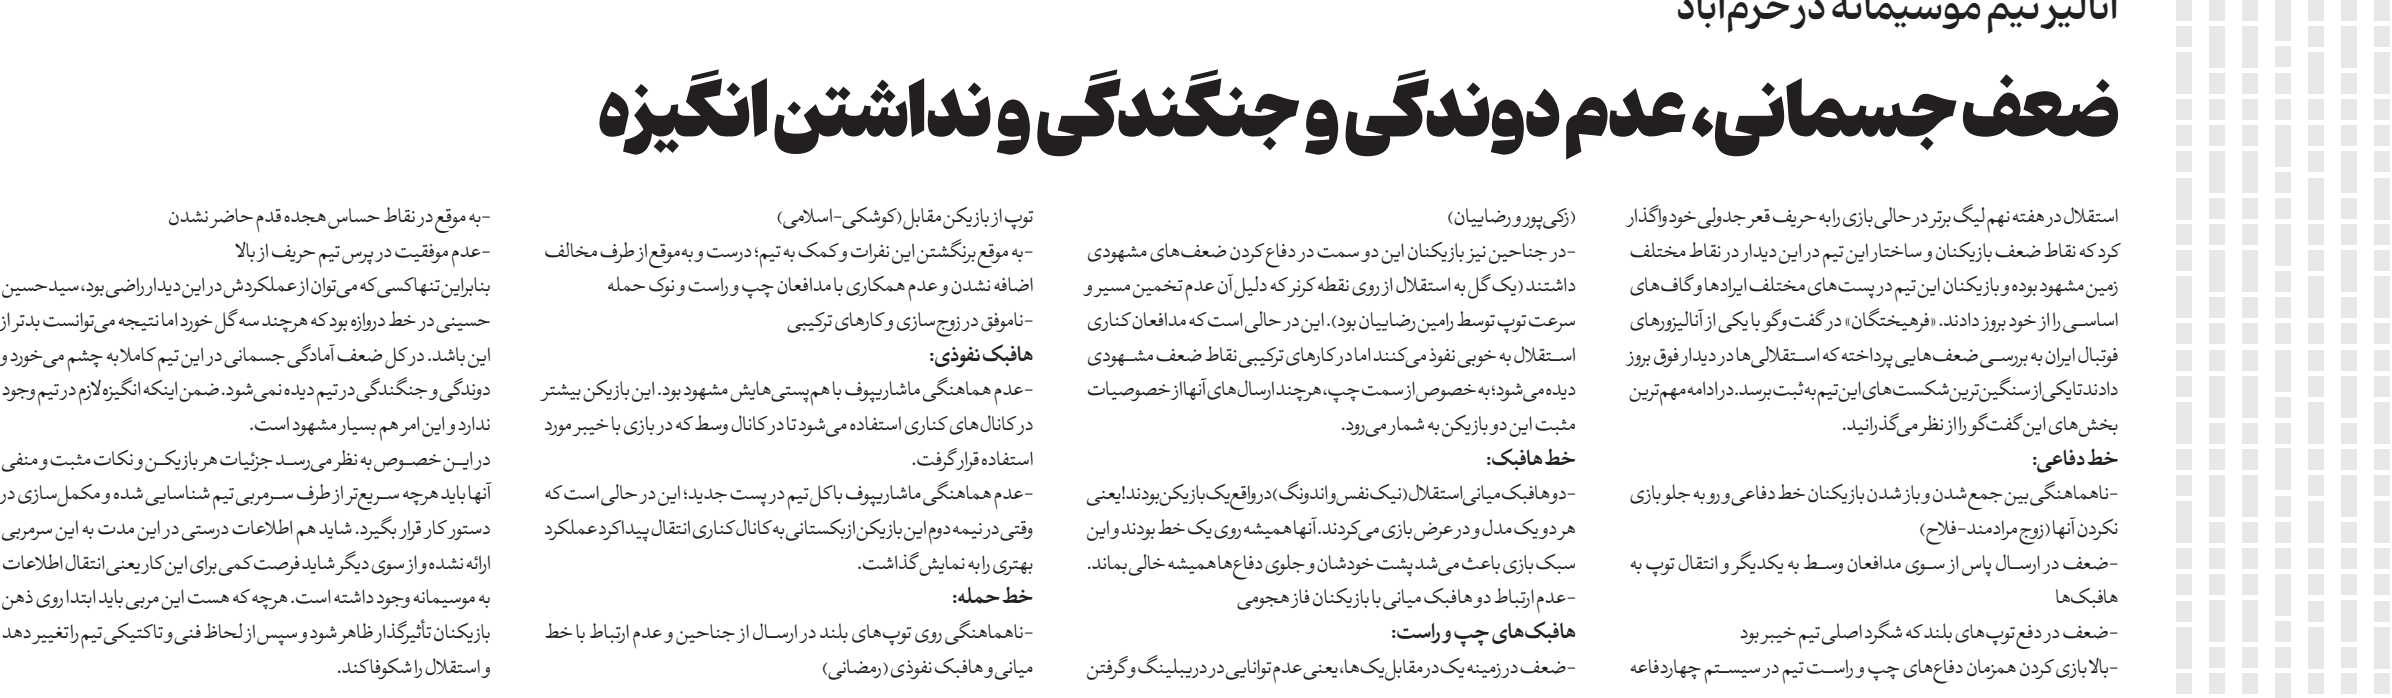 آنالیز تیم موسیمانه در خرم‌آباد
ضعف جسمانی، عدم دوندگی و جنگندگی و نداشتن انگیزه
استقلال در هفته نهم لیگ برتر در حالی بازی را به حریف قعر جدولی خود واگذار
کرد که نقاط ضعف بازیکنان و ساختار این تیم در این دیدار در نقاط مختلف
زمین مشهود بوده و بازیکنان این تیم در پست‌های مختلف ایرادها و گاف‌های
اساسی را از خود بروز دادند. «فرهیختگان» در گفت‌وگو با یکی از آنالیزورهای
فوتبال ایران به بررسی ضعف‌هایی پرداخته که استقلالی‌ها در دیدار فوق بروز
دادند تا یکی از سنگین‌ترین شکست‌های این تیم به ثبت برسد. در ادامه مهم‌ترین
بخش‌های این گفت‌گو را از نظر می‌گذرانید.
خط دفاعی:
-ناهماهنگی بین جمع شدن و باز شدن بازیکنان خط دفاعی و رو به جلو بازی
نکردن آنها (زوج مرادمند-فلاح)
-ضعف در ارسال پاس از سوی مدافعان وسط به یکدیگر و انتقال توپ به
هافبک‌ها
-ضعف در دفع توپ‌های بلند که شگرد اصلی تیم خیبر بود
-بالا بازی کردن همزمان دفاع‌های چپ و راست تیم در سیستم چهاردفاعه
(زکی‌پور و رضاییان)
-در جناحین نیز بازیکنان این دو سمت در دفاع کردن ضعف‌های مشهودی
داشتند (یک گل به استقلال از روی نقطه کرنر که دلیل آن عدم تخمین مسیر و
سرعت توپ توسط رامین رضاییان بود). این در حالی است که مدافعان کناری
استقلال به خوبی نفوذ می‌کنند اما در کارهای ترکیبی نقاط ضعف مشهودی
دیده می‌شود؛ به خصوص از سمت چپ، هرچند ارسال‌های آنها از خصوصیات
مثبت این دو بازیکن به شمار می‌رود.
خط هافبک:
-دو هافبک میانی استقلال (نیک‌نفس و اندونگ) در واقع یک بازیکن بودند! یعنی
هر دو یک مدل و در عرض بازی می‌کردند. آنها همیشه روی یک خط بودند و این
سبک بازی باعث می‌شد پشت خودشان و جلوی دفاع‌ها همیشه خالی بماند.
-عدم ارتباط دو هافبک میانی با بازیکنان فاز هجومی
هافبک‌های چپ و راست:
-ضعف در زمینه یک در مقابل یک‌ها، یعنی عدم توانایی در دریبلینگ و گرفتن
توپ از بازیکن مقابل (کوشکی-اسلامی)
-به موقع برنگشتن این نفرات و کمک به تیم؛ درست و به‌موقع از طرف مخالف
اضافه نشدن و عدم همکاری با مدافعان چپ و راست و نوک حمله
-ناموفق در زوج‌سازی و کارهای ترکیبی
هافبک نفوذی:
-عدم هماهنگی ماشاریپوف با هم‌پستی‌هایش مشهود بود. این بازیکن بیشتر
در کانال‌های کناری استفاده می‌شود تا در کانال وسط که در بازی با خیبر مورد
استفاده قرار گرفت.
-عدم هماهنگی ماشاریپوف با کل تیم در پست جدید؛ این در حالی است که
وقتی در نیمه دوم این بازیکن ازبکستانی به کانال کناری انتقال پیدا کرد عملکرد
بهتری را به نمایش گذاشت.
خط حمله:
-ناهماهنگی روی توپ‌های بلند در ارسال از جناحین و عدم ارتباط با خط
میانی و هافبک نفوذی (رمضانی)
-به موقع در نقاط حساس هجده قدم حاضر نشدن
-عدم موفقیت در پرس تیم حریف از بالا
بنابراین تنها کسی که می‌توان از عملکردش در این دیدار راضی بود، سیدحسین
حسینی در خط دروازه بود که هرچند سه گل خورد اما نتیجه می‌توانست بدتر از
این باشد. در کل ضعف آمادگی جسمانی در این تیم کاملا به چشم می‌خورد و
دوندگی و جنگندگی در تیم دیده نمی‌شود. ضمن اینکه انگیزه لازم در تیم وجود
ندارد و این امر هم بسیار مشهود است.
در این خصوص به نظر می‌رسد جزئیات هر بازیکن و نکات مثبت و منفی
آنها باید هرچه سریع‌تر از طرف سرمربی تیم شناسایی شده و مکمل‌سازی در
دستور کار قرار بگیرد. شاید هم اطلاعات درستی در این مدت به این سرمربی
ارائه نشده و از سوی دیگر شاید فرصت کمی برای این کار یعنی انتقال اطلاعات
به موسیمانه وجود داشته است. هرچه که هست این مربی باید ابتدا روی ذهن
بازیکنان تأثیرگذار ظاهر شود و سپس از لحاظ فنی و تاکتیکی تیم را تغییر دهد
و استقلال را شکوفا کند.